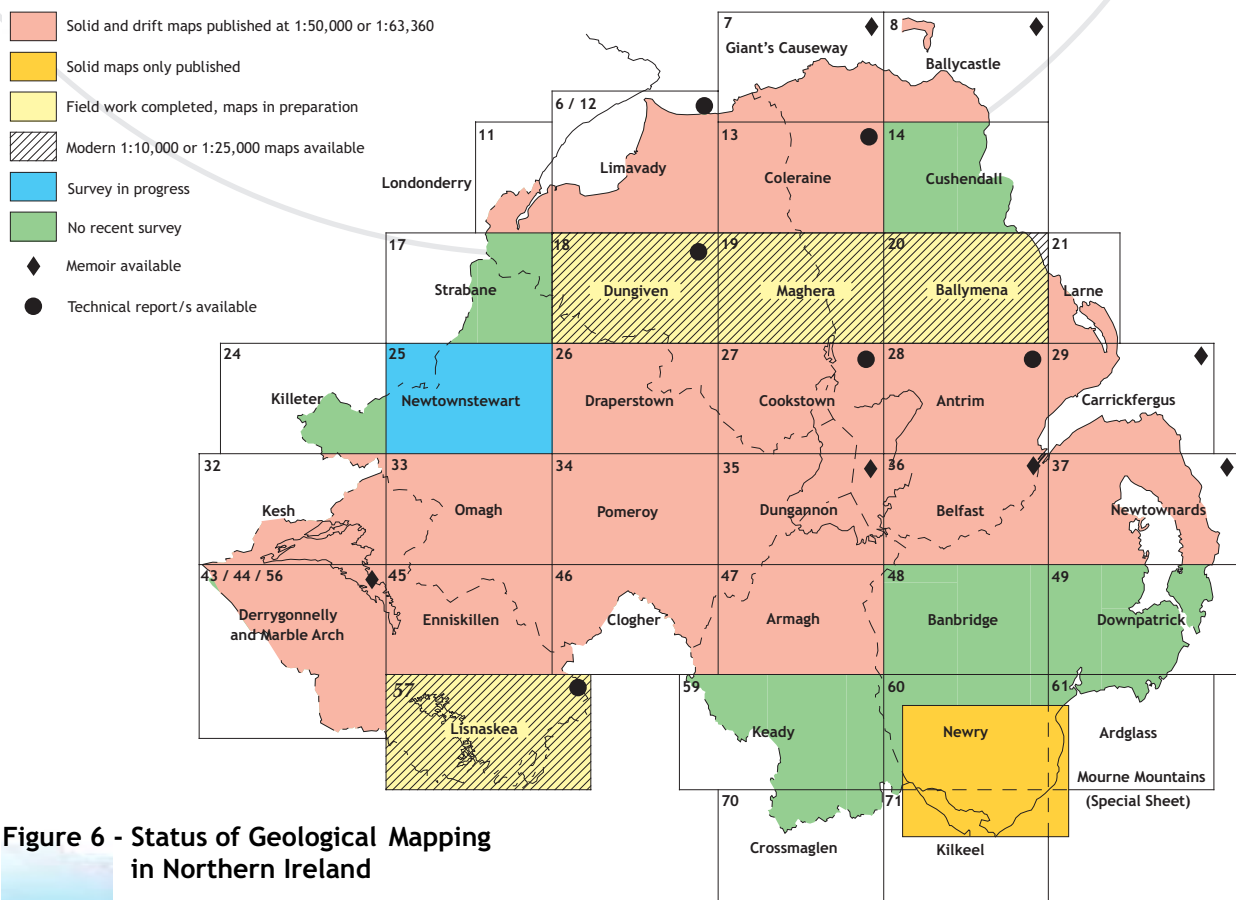 Solid and drift maps published at 1:50,000 or 1:63,360
Solid maps only published
Field work completed, maps in preparation
Modern 1:10,000 or 1:25,000 maps available
Survey in progress
No recent survey
Memoir available
Technical report/s available
7
Giant's Causeway
8
Ballycastle
6 / 12
Limavady
11
Londonderry
13
Coleraine
14
Cushendall
17
Strabane
18
Dungiven
19
Maghera
20
Ballymena
21
Larne
24
Killeter
25
Newtownstewart
26
Draperstown
27
Cookstown
28
Antrim
29
Carrickfergus
32
Kesh
33
Omagh
34
Pomeroy
35
Dungannon
36
Belfast
37
Newtownards
43 / 44 / 56
Derrygonnelly
and Marble Arch
45
Enniskillen
46
Clogher
47
Armagh
48
Banbridge
49
Downpatrick
57
Lisnaskea
59
Keady
60
Newry
61
Ardglass
Mourne Mountains
(Special Sheet)
70
Crossmaglen
71
Kilkeel
Figure 6 - Status of Geological Mapping
in Northern Ireland